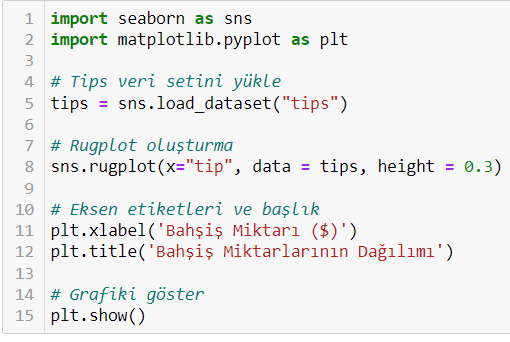 1 import seaborn as sns
2 import matplotlib.pyplot as plt
3
4 # Tips veri setini yükle
5 tips = sns.load_dataset("tips")
6
7 # Rugplot oluşturma
8 sns.rugplot(x="tip", data = tips, height = 0.3)
9
10 # Eksen etiketleri ve başlık
11 plt.xlabel('Bahşiş Miktarı ($)')
12 plt.title('Bahşiş Miktarlarının Dağılımı')
13
14 # Grafiki göster
15 plt.show()